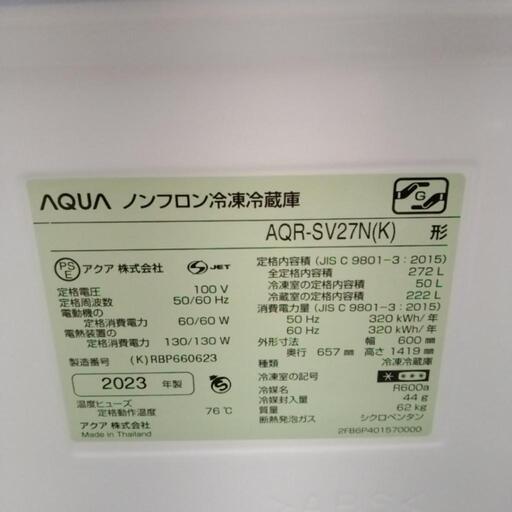 AQUA ノンフロン冷凍冷蔵庫
G
AQR-SV27N(K) 形
PS E アクア 株式会社 S JET
定格電圧 100 V
定格周波数 50/60 Hz
電動機の
定格消費電力 60/60 W
電熱装置の
定格消費電力 130/130 W
製造番号 (K)RBP660623
2023 年製
温度ヒューズ
定格動作温度 76℃
アクア 株式会社
Made in Thailand
定格内容積 (JIS C 9801-3 : 2015)
全定格内容積 272 L
冷凍室の定格内容積 50 L
冷蔵室の定格内容積 222 L
消費電力量 (JIS C 9801-3 : 2015)
50 Hz 320 kWh/年
60 Hz 320 kWh/年
外形寸法 幅 600 mm
奥行 657 mm 高さ 1419 mm
種類 冷凍冷蔵庫
冷凍室の記号
冷媒名 R600a
冷媒封入量 44 g
質量 62 kg
断熱発泡ガス シクロペンタン
2FB6P401570000